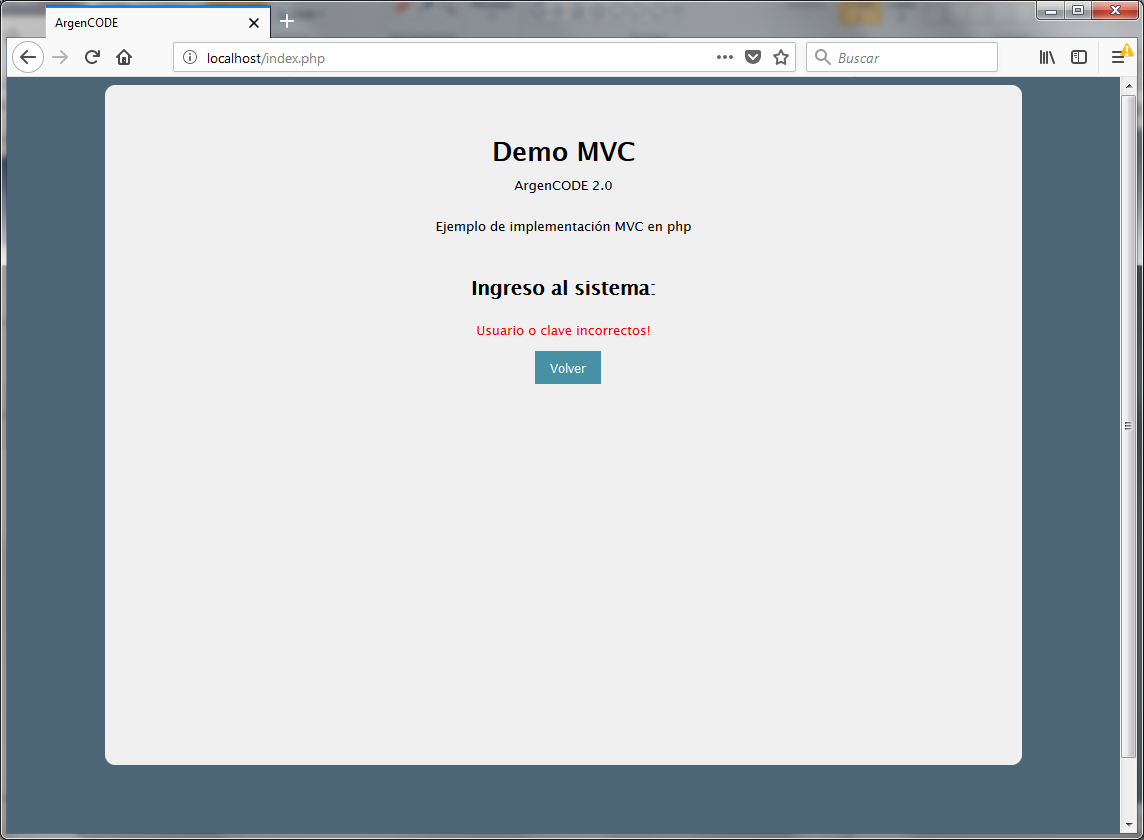 ArgenCODE
localhost/index.php
Buscar
Demo MVC
ArgenCODE 2.0
Ejemplo de implementación MVC en php
Ingreso al sistema:
Usuario o clave incorrectos!
Volver